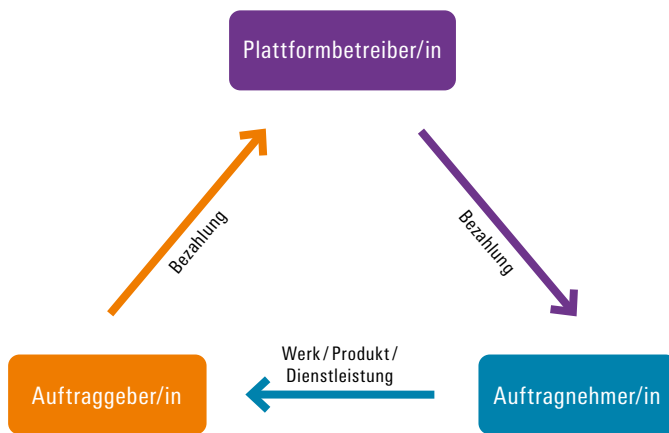 Plattformbetreiber/in
Bezahlung
Bezahlung
Werk / Produkt /
Dienstleistung
Auftraggeber/in
Auftragnehmer/in